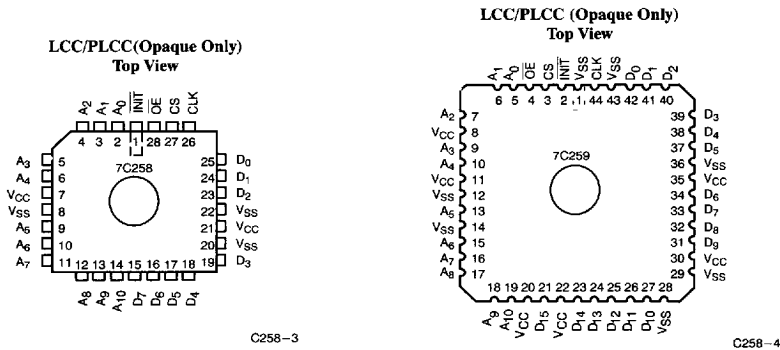 LCC/PLCC(Opaque Only)
Top View
A2 A1 A0 INIT OE CS CLK
4 3 2 1 28 27 26
A3 5 25 D0
A4 6 24 D1
VCC 7 7C258 23 D2
VSS 8 22 VSS
A5 9 21 VCC
A6 10 20 VSS
A7 11 19 D3
12 13 14 15 16 17 18
A8 A9 A10 D7 D6 D5 D4
C258-3
LCC/PLCC (Opaque Only)
Top View
A1 A0 OE CS INIT VSS CLK VSS D0 D1 D2
6 5 4 3 2 1 44 43 42 41 40
A2 7 39 D3
VCC 8 38 D4
A3 9 37 D5
A4 10 7C259 36 VSS
VCC 11 35 VCC
VSS 12 34 D6
A5 13 33 D7
VSS 14 32 D8
A6 15 31 D9
A7 16 30 VCC
A8 17 29 VSS
18 19 20 21 22 23 24 25 26 27 28
A9 A10 VCC D15 VCC D14 D13 D12 D11 D10 VSS
C258-4